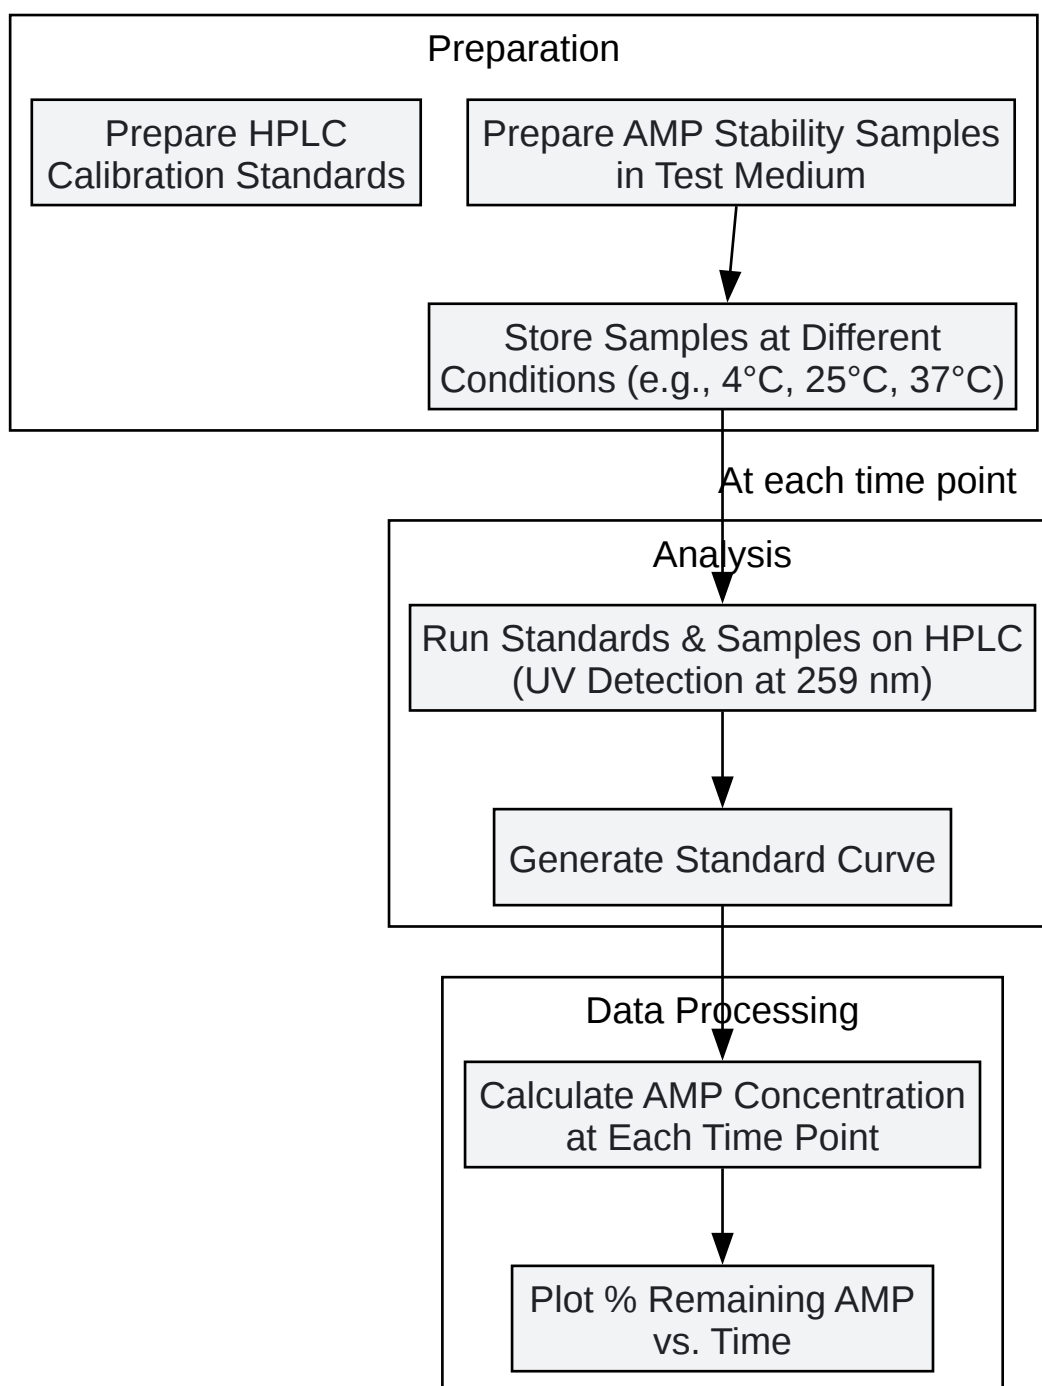 Preparation
Prepare HPLC
Calibration Standards
Prepare AMP Stability Samples
in Test Medium
Store Samples at Different
Conditions (e.g., 4°C, 25°C, 37°C)
At each time point
Analysis
Run Standards & Samples on HPLC
(UV Detection at 259 nm)
Generate Standard Curve
Data Processing
Calculate AMP Concentration
at Each Time Point
Plot % Remaining AMP
vs. Time